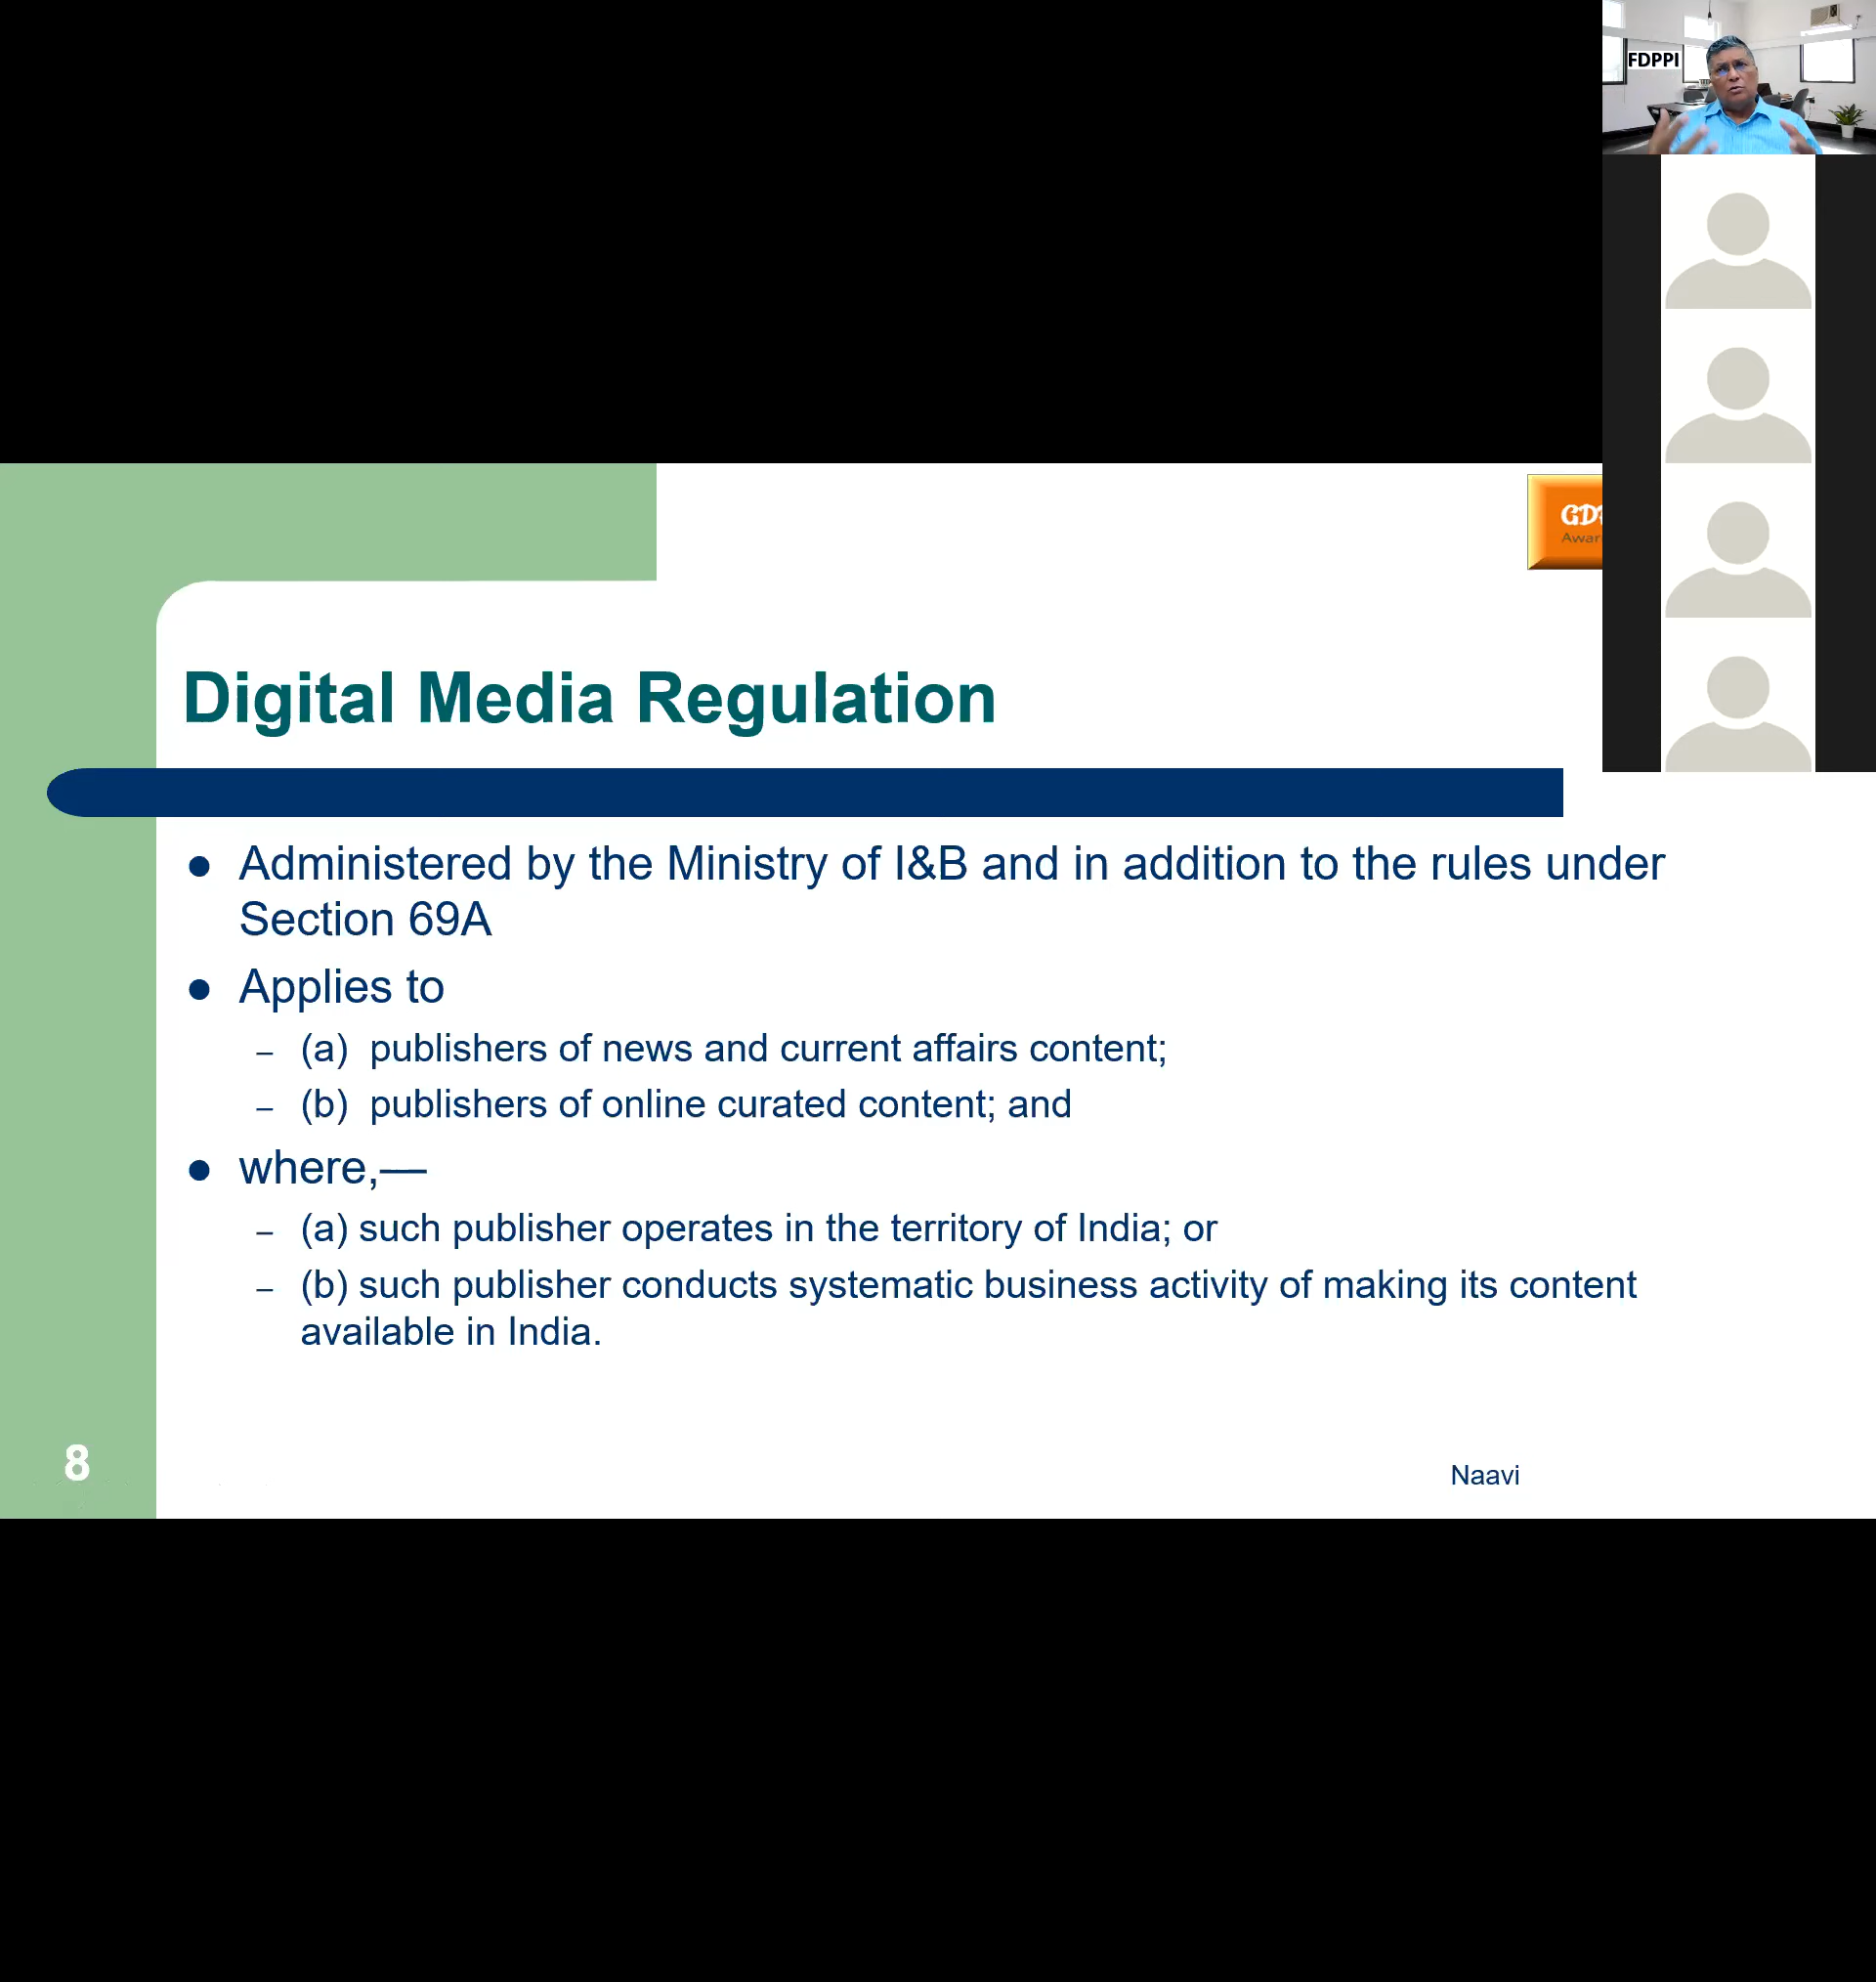 FDPPI
Digital Media Regulation
● Administered by the Ministry of I&B and in addition to the rules under
Section 69A
● Applies to
– (a) publishers of news and current affairs content;
– (b) publishers of online curated content; and
● where,—
– (a) such publisher operates in the territory of India; or
– (b) such publisher conducts systematic business activity of making its content
available in India.
8
Naavi